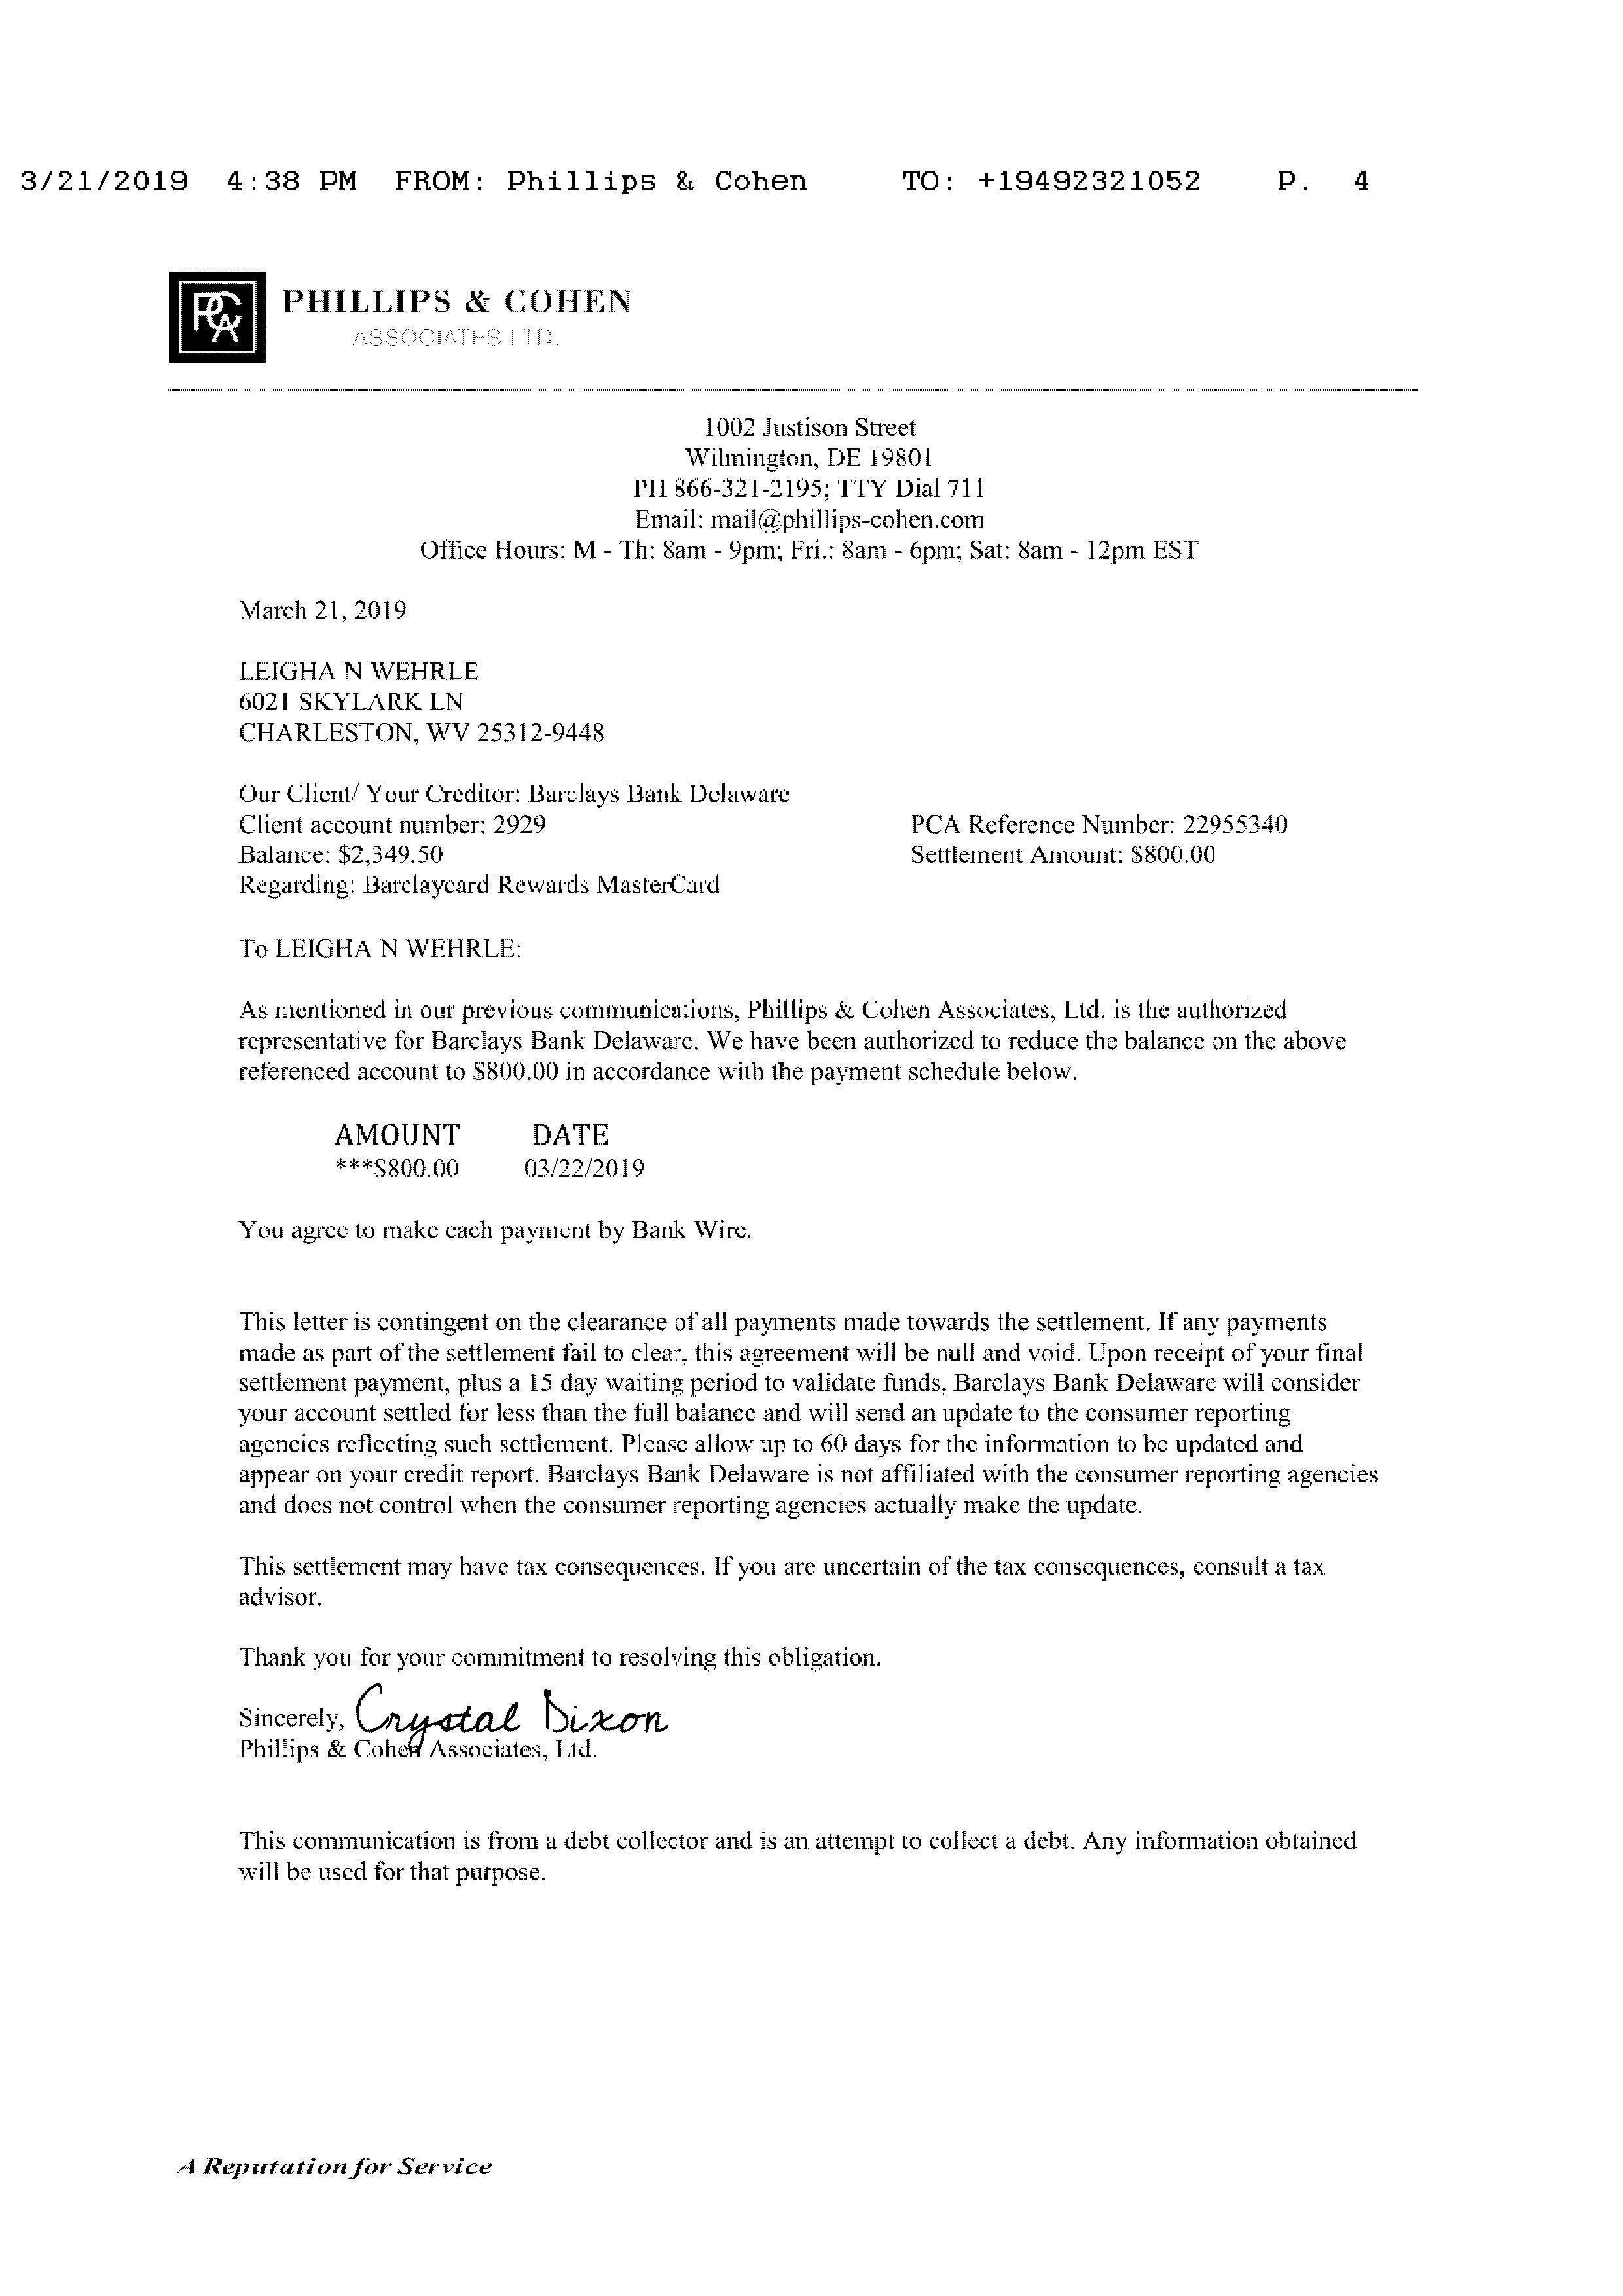 3/21/2019 4:38 PM FROM: Phillips & Cohen TO: +19492321052 P. 4
PCA
PHILLIPS & COHEN
ASSOCIATES LTD.
1002 Justison Street
Wilmington, DE 19801
PH 866-321-2195; TTY Dial 711
Email: mail@phillips-cohen.com
Office Hours: M - Th: 8am - 9pm; Fri.: 8am - 6pm; Sat: 8am - 12pm EST
March 21, 2019
LEIGHA N WEHRLE
6021 SKYLARK LN
CHARLESTON, WV 25312-9448
Our Client/ Your Creditor: Barclays Bank Delaware
Client account number: 2929 PCA Reference Number: 22955340
Balance: $2,349.50 Settlement Amount: $800.00
Regarding: Barclaycard Rewards MasterCard
To LEIGHA N WEHRLE:
As mentioned in our previous communications, Phillips & Cohen Associates, Ltd. is the authorized
representative for Barclays Bank Delaware. We have been authorized to reduce the balance on the above
referenced account to $800.00 in accordance with the payment schedule below.
AMOUNT DATE
***$800.00 03/22/2019
You agree to make each payment by Bank Wire.
This letter is contingent on the clearance of all payments made towards the settlement. If any payments
made as part of the settlement fail to clear, this agreement will be null and void. Upon receipt of your final
settlement payment, plus a 15 day waiting period to validate funds, Barclays Bank Delaware will consider
your account settled for less than the full balance and will send an update to the consumer reporting
agencies reflecting such settlement. Please allow up to 60 days for the information to be updated and
appear on your credit report. Barclays Bank Delaware is not affiliated with the consumer reporting agencies
and does not control when the consumer reporting agencies actually make the update.
This settlement may have tax consequences. If you are uncertain of the tax consequences, consult a tax
advisor.
Thank you for your commitment to resolving this obligation.
Sincerely, Crystal Dixon
Phillips & Cohen Associates, Ltd.
This communication is from a debt collector and is an attempt to collect a debt. Any information obtained
will be used for that purpose.
A Reputation for Service